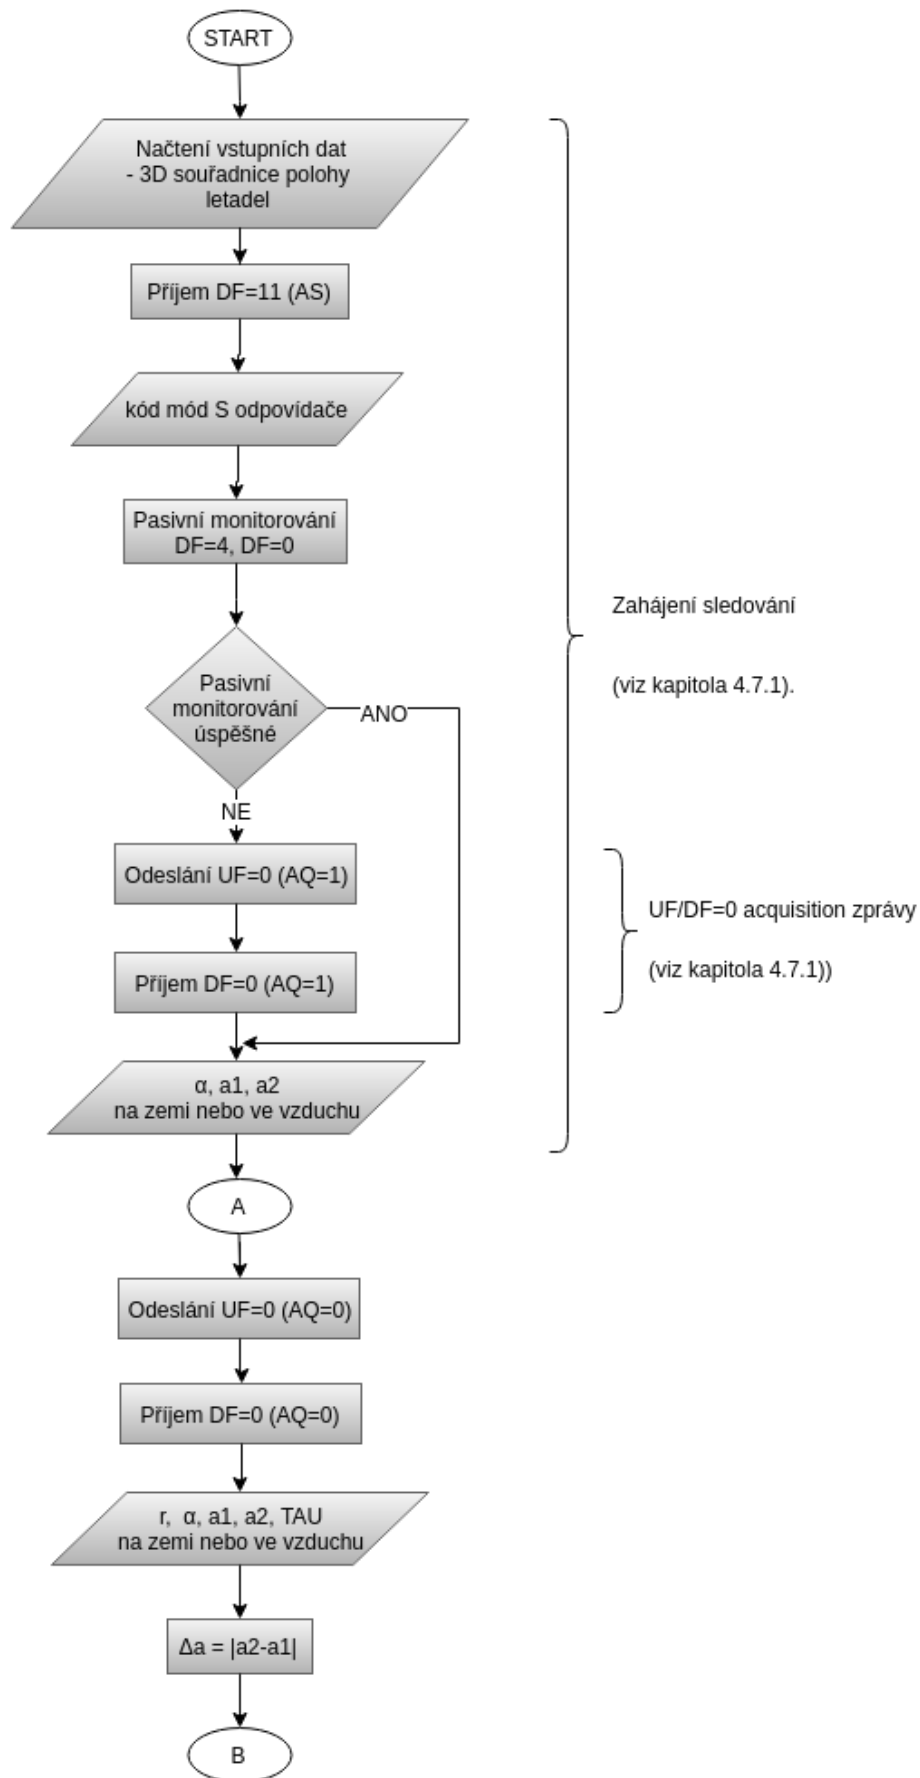 START
Načtení vstupních dat
- 3D souřadnice polohy
letadel
Příjem DF=11 (AS)
kód mód S odpovídače
Pasivní monitorování
DF=4, DF=0
Pasivní
monitorování
úspěšné
ANO
NE
Odeslání UF=0 (AQ=1)
Příjem DF=0 (AQ=1)
α, a1, a2
na zemi nebo ve vzduchu
Zahájení sledování
(viz kapitola 4.7.1).
UF/DF=0 acquisition zprávy
(viz kapitola 4.7.1))
A
Odeslání UF=0 (AQ=0)
Příjem DF=0 (AQ=0)
r, α, a1, a2, TAU
na zemi nebo ve vzduchu
Δa = |a2-a1|
B